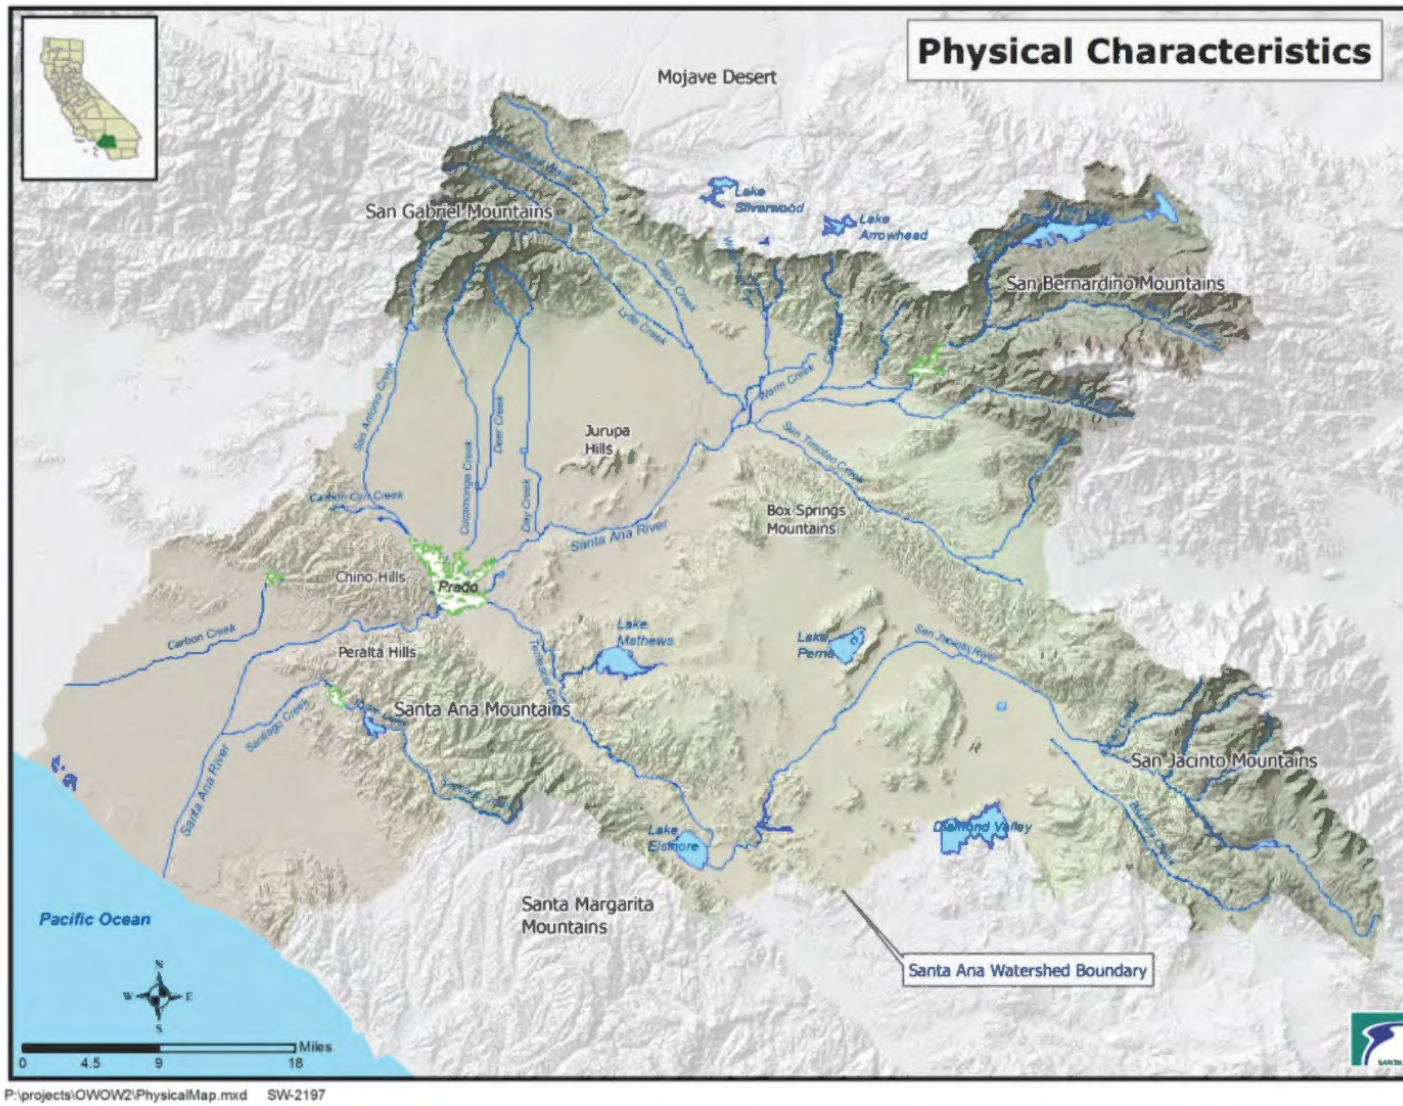 Physical Characteristics
Mojave Desert
Lake
Silverwood
Lake
Arrowhead
San Gabriel Mountains
San Bernardino Mountains
Cajon Creek
Lytle Creek
Warm Creek
San Antonio Creek
Deer Creek
Cucamonga Creek
Day Creek
Jurupa
Hills
San Timoteo Creek
Carbon Cyn Creek
Box Springs
Mountains
Santa Ana River
Chino Hills
Prado
Carbon Creek
Lake
Mathews
Lake
Perris
San Jacinto River
Peralta Hills
Santa Ana Mountains
Santiago Creek
San Jacinto Mountains
Santa Ana River
Lake
Elsinore
Diamond Valley
Santa Margarita
Mountains
Pacific Ocean
Santa Ana Watershed Boundary
N
W
E
S
Miles
0
4.5
9
18
P:\projects\OWOW2\PhysicalMap.mxd SW-2197